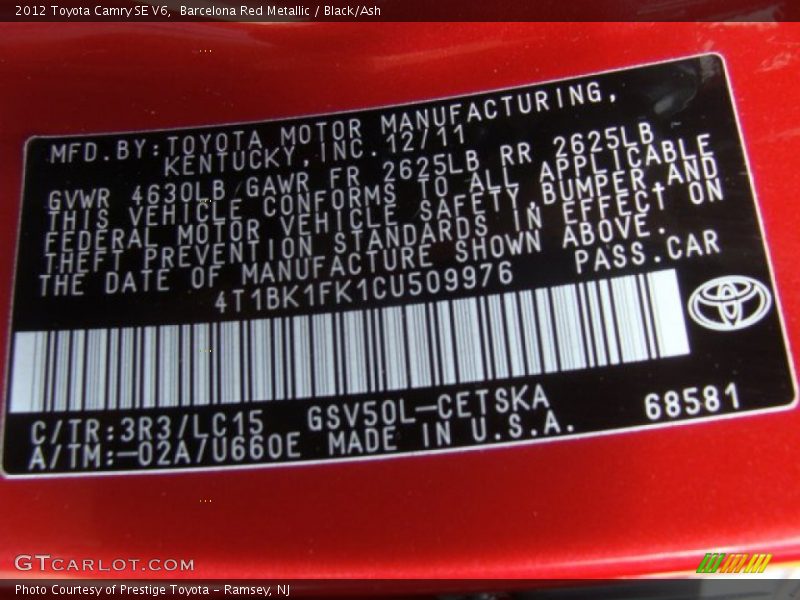 2012 Toyota Camry SE V6,  Barcelona Red Metallic / Black/Ash
MFD.BY:TOYOTA MOTOR MANUFACTURING,
KENTUCKY,INC.12/11
GVWR 4630LB GAWR FR 2625LB RR 2625LB
THIS VEHICLE CONFORMS TO ALL APPLICABLE
FEDERAL MOTOR VEHICLE SAFETY,BUMPER,AND
THEFT PREVENTION STANDARDS IN EFFECT ON
THE DATE OF MANUFACTURE SHOWN ABOVE.
4T1BK1FK1CU509976 PASS.CAR
C/TR:3R3/LC15 GSV50L-CETSKA 68581
A/TM:-02A/U660E MADE IN U.S.A.
GTCARLOT.COM
Photo Courtesy of Prestige Toyota - Ramsey, NJ